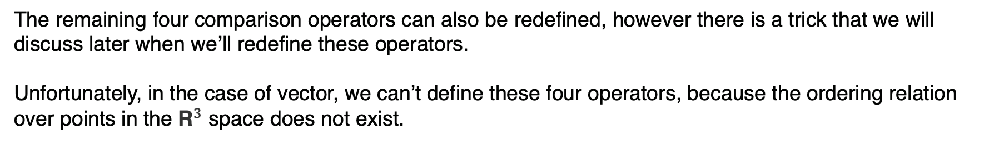 The remaining four comparison operators can also be redefined, however there is a trick that we will
discuss later when we’ll redefine these operators.
Unfortunately, in the case of vector, we can’t define these four operators, because the ordering relation
over points in the R³ space does not exist.